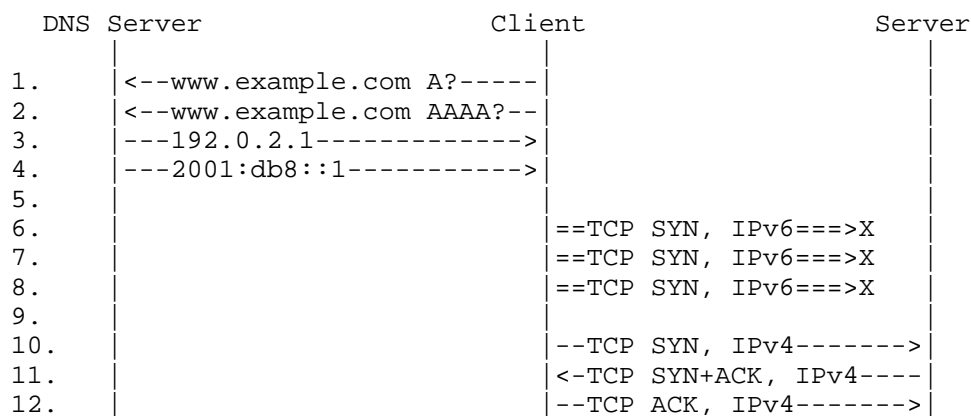 DNS Server                  Client                  Server
       |                          |                       |
1.     |<--www.example.com A?-----|                       |
2.     |<--www.example.com AAAA?--|                       |
3.     |---192.0.2.1------------->|                       |
4.     |---2001:db8::1----------->|                       |
5.     |                          |                       |
6.     |                          |==TCP SYN, IPv6===>X   |
7.     |                          |==TCP SYN, IPv6===>X   |
8.     |                          |==TCP SYN, IPv6===>X   |
9.     |                          |                       |
10.    |                          |--TCP SYN, IPv4------->|
11.    |                          |<-TCP SYN+ACK, IPv4----|
12.    |                          |--TCP ACK, IPv4------->|